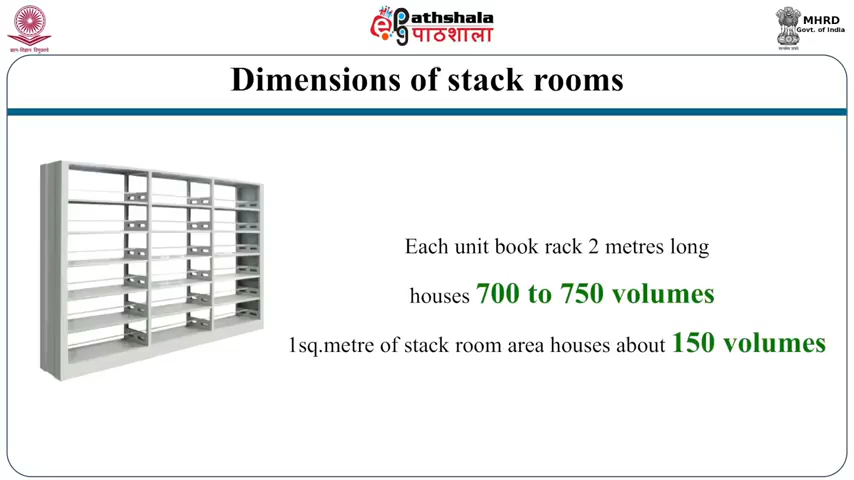 ePathshala
पाठशाला
MHRD
Govt. of India
Dimensions of stack rooms
Each unit book rack 2 metres long
houses 700 to 750 volumes
1sq.metre of stack room area houses about 150 volumes